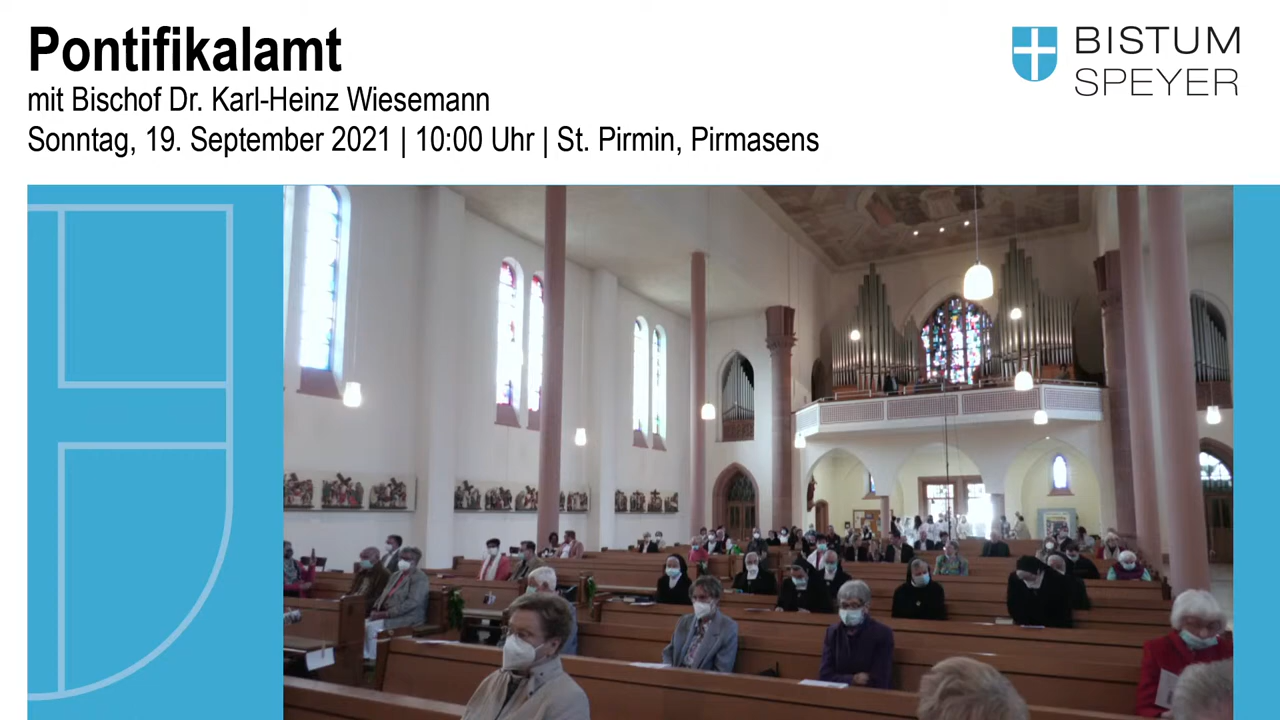 Pontifikalamt
mit Bischof Dr. Karl-Heinz Wiesemann
Sonntag, 19. September 2021 | 10:00 Uhr | St. Pirmin, Pirmasens
BISTUM
SPEYER